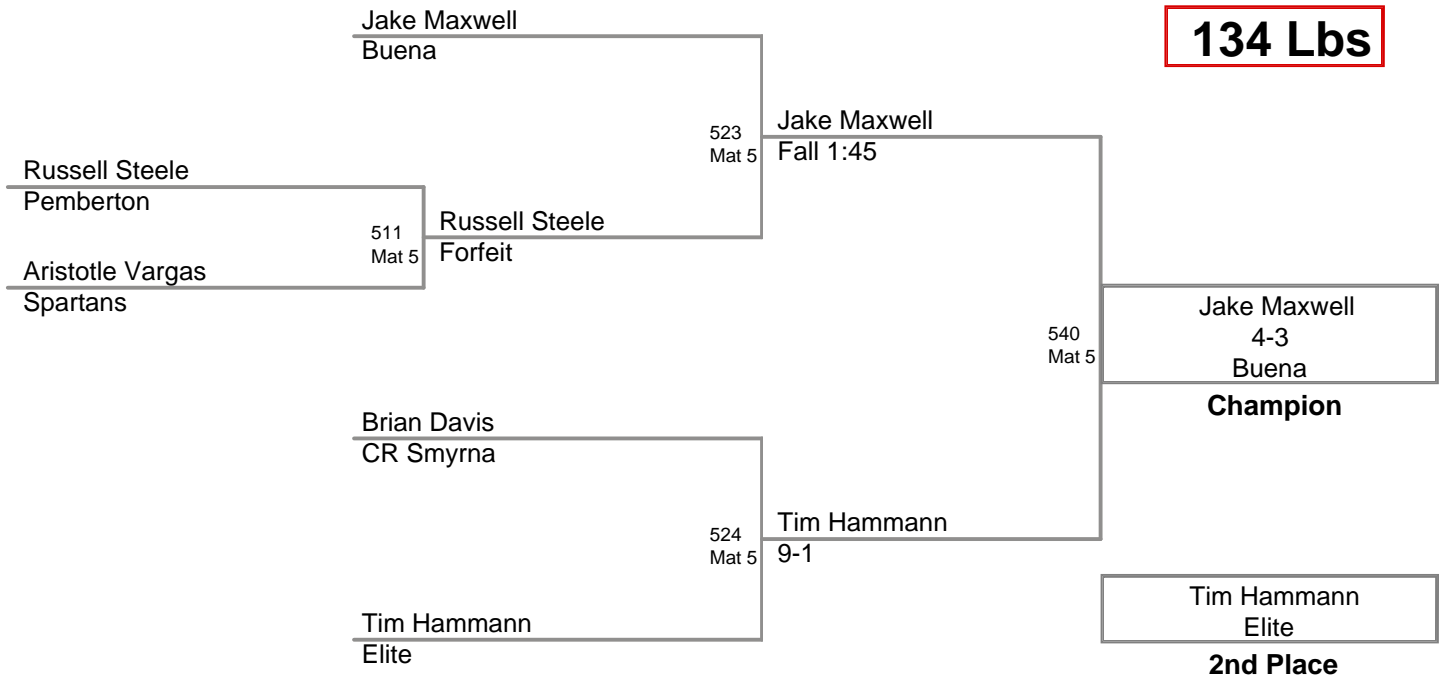 134 Lbs
Jake Maxwell
Buena
523
Mat 5
Jake Maxwell
Fall 1:45
Russell Steele
Pemberton
511
Mat 5
Russell Steele
Forfeit
Aristotle Vargas
Spartans
540
Mat 5
Jake Maxwell
4-3
Buena
Champion
Brian Davis
CR Smyrna
524
Mat 5
Tim Hammann
9-1
Tim Hammann
Elite
Tim Hammann
Elite
2nd Place